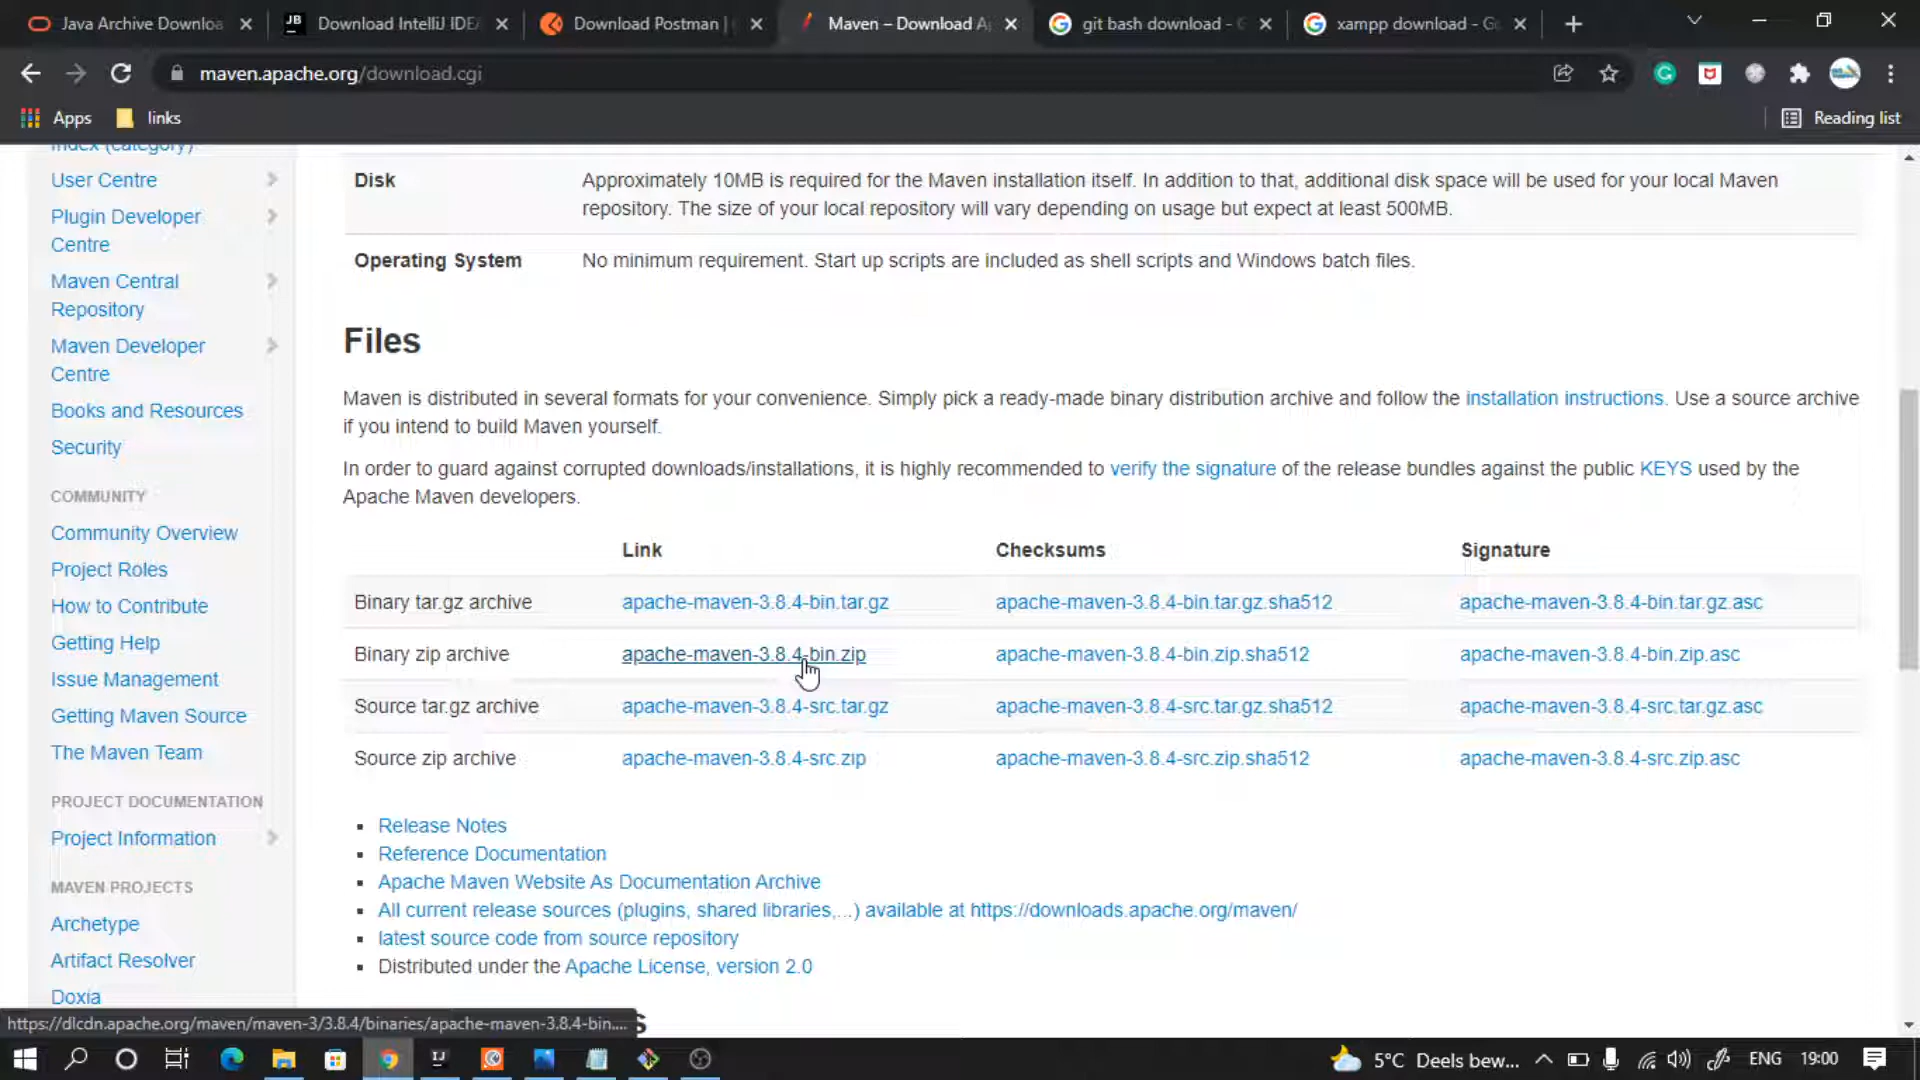 Java Archive Downloa
Download IntelliJ IDE
Download Postman |
Maven – Download A
git bash download - G
xampp download - Go
maven.apache.org/download.cgi
Apps
links
Reading list
Index (category)
User Centre
Plugin Developer
Centre
Maven Central
Repository
Maven Developer
Centre
Books and Resources
Security
COMMUNITY
Community Overview
Project Roles
How to Contribute
Getting Help
Issue Management
Getting Maven Source
The Maven Team
PROJECT DOCUMENTATION
Project Information
MAVEN PROJECTS
Archetype
Artifact Resolver
Doxia
Disk
Approximately 10MB is required for the Maven installation itself. In addition to that, additional disk space will be used for your local Maven
repository. The size of your local repository will vary depending on usage but expect at least 500MB.
Operating System
No minimum requirement. Start up scripts are included as shell scripts and Windows batch files.
Files
Maven is distributed in several formats for your convenience. Simply pick a ready-made binary distribution archive and follow the installation instructions. Use a source archive
if you intend to build Maven yourself.
In order to guard against corrupted downloads/installations, it is highly recommended to verify the signature of the release bundles against the public KEYS used by the
Apache Maven developers.
Link Checksums Signature
Binary tar.gz archive apache-maven-3.8.4-bin.tar.gz apache-maven-3.8.4-bin.tar.gz.sha512 apache-maven-3.8.4-bin.tar.gz.asc
Binary zip archive apache-maven-3.8.4-bin.zip apache-maven-3.8.4-bin.zip.sha512 apache-maven-3.8.4-bin.zip.asc
Source tar.gz archive apache-maven-3.8.4-src.tar.gz apache-maven-3.8.4-src.tar.gz.sha512 apache-maven-3.8.4-src.tar.gz.asc
Source zip archive apache-maven-3.8.4-src.zip apache-maven-3.8.4-src.zip.sha512 apache-maven-3.8.4-src.zip.asc
Release Notes
Reference Documentation
Apache Maven Website As Documentation Archive
All current release sources (plugins, shared libraries,...) available at https://downloads.apache.org/maven/
latest source code from source repository
Distributed under the Apache License, version 2.0
https://dlcdn.apache.org/maven/maven-3/3.8.4/binaries/apache-maven-3.8.4-bin....
5°C Deels bew...
ENG
19:00